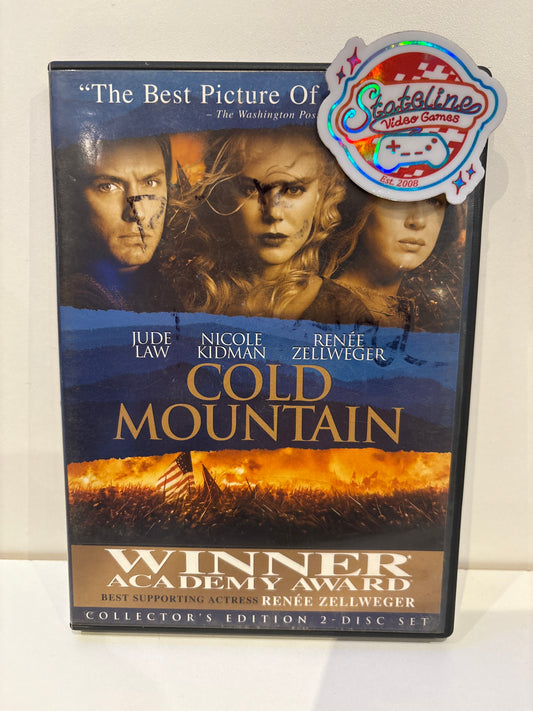 "The Best Picture Of
– The Washington Pos
Stateline
Video Games
Est. 2008
JUDE LAW
NICOLE KIDMAN
RENÉE ZELLWEGER
COLD
MOUNTAIN
WINNER*
ACADEMY AWARD
BEST SUPPORTING ACTRESS RENÉE ZELLWEGER
COLLECTOR'S EDITION 2-DISC SET